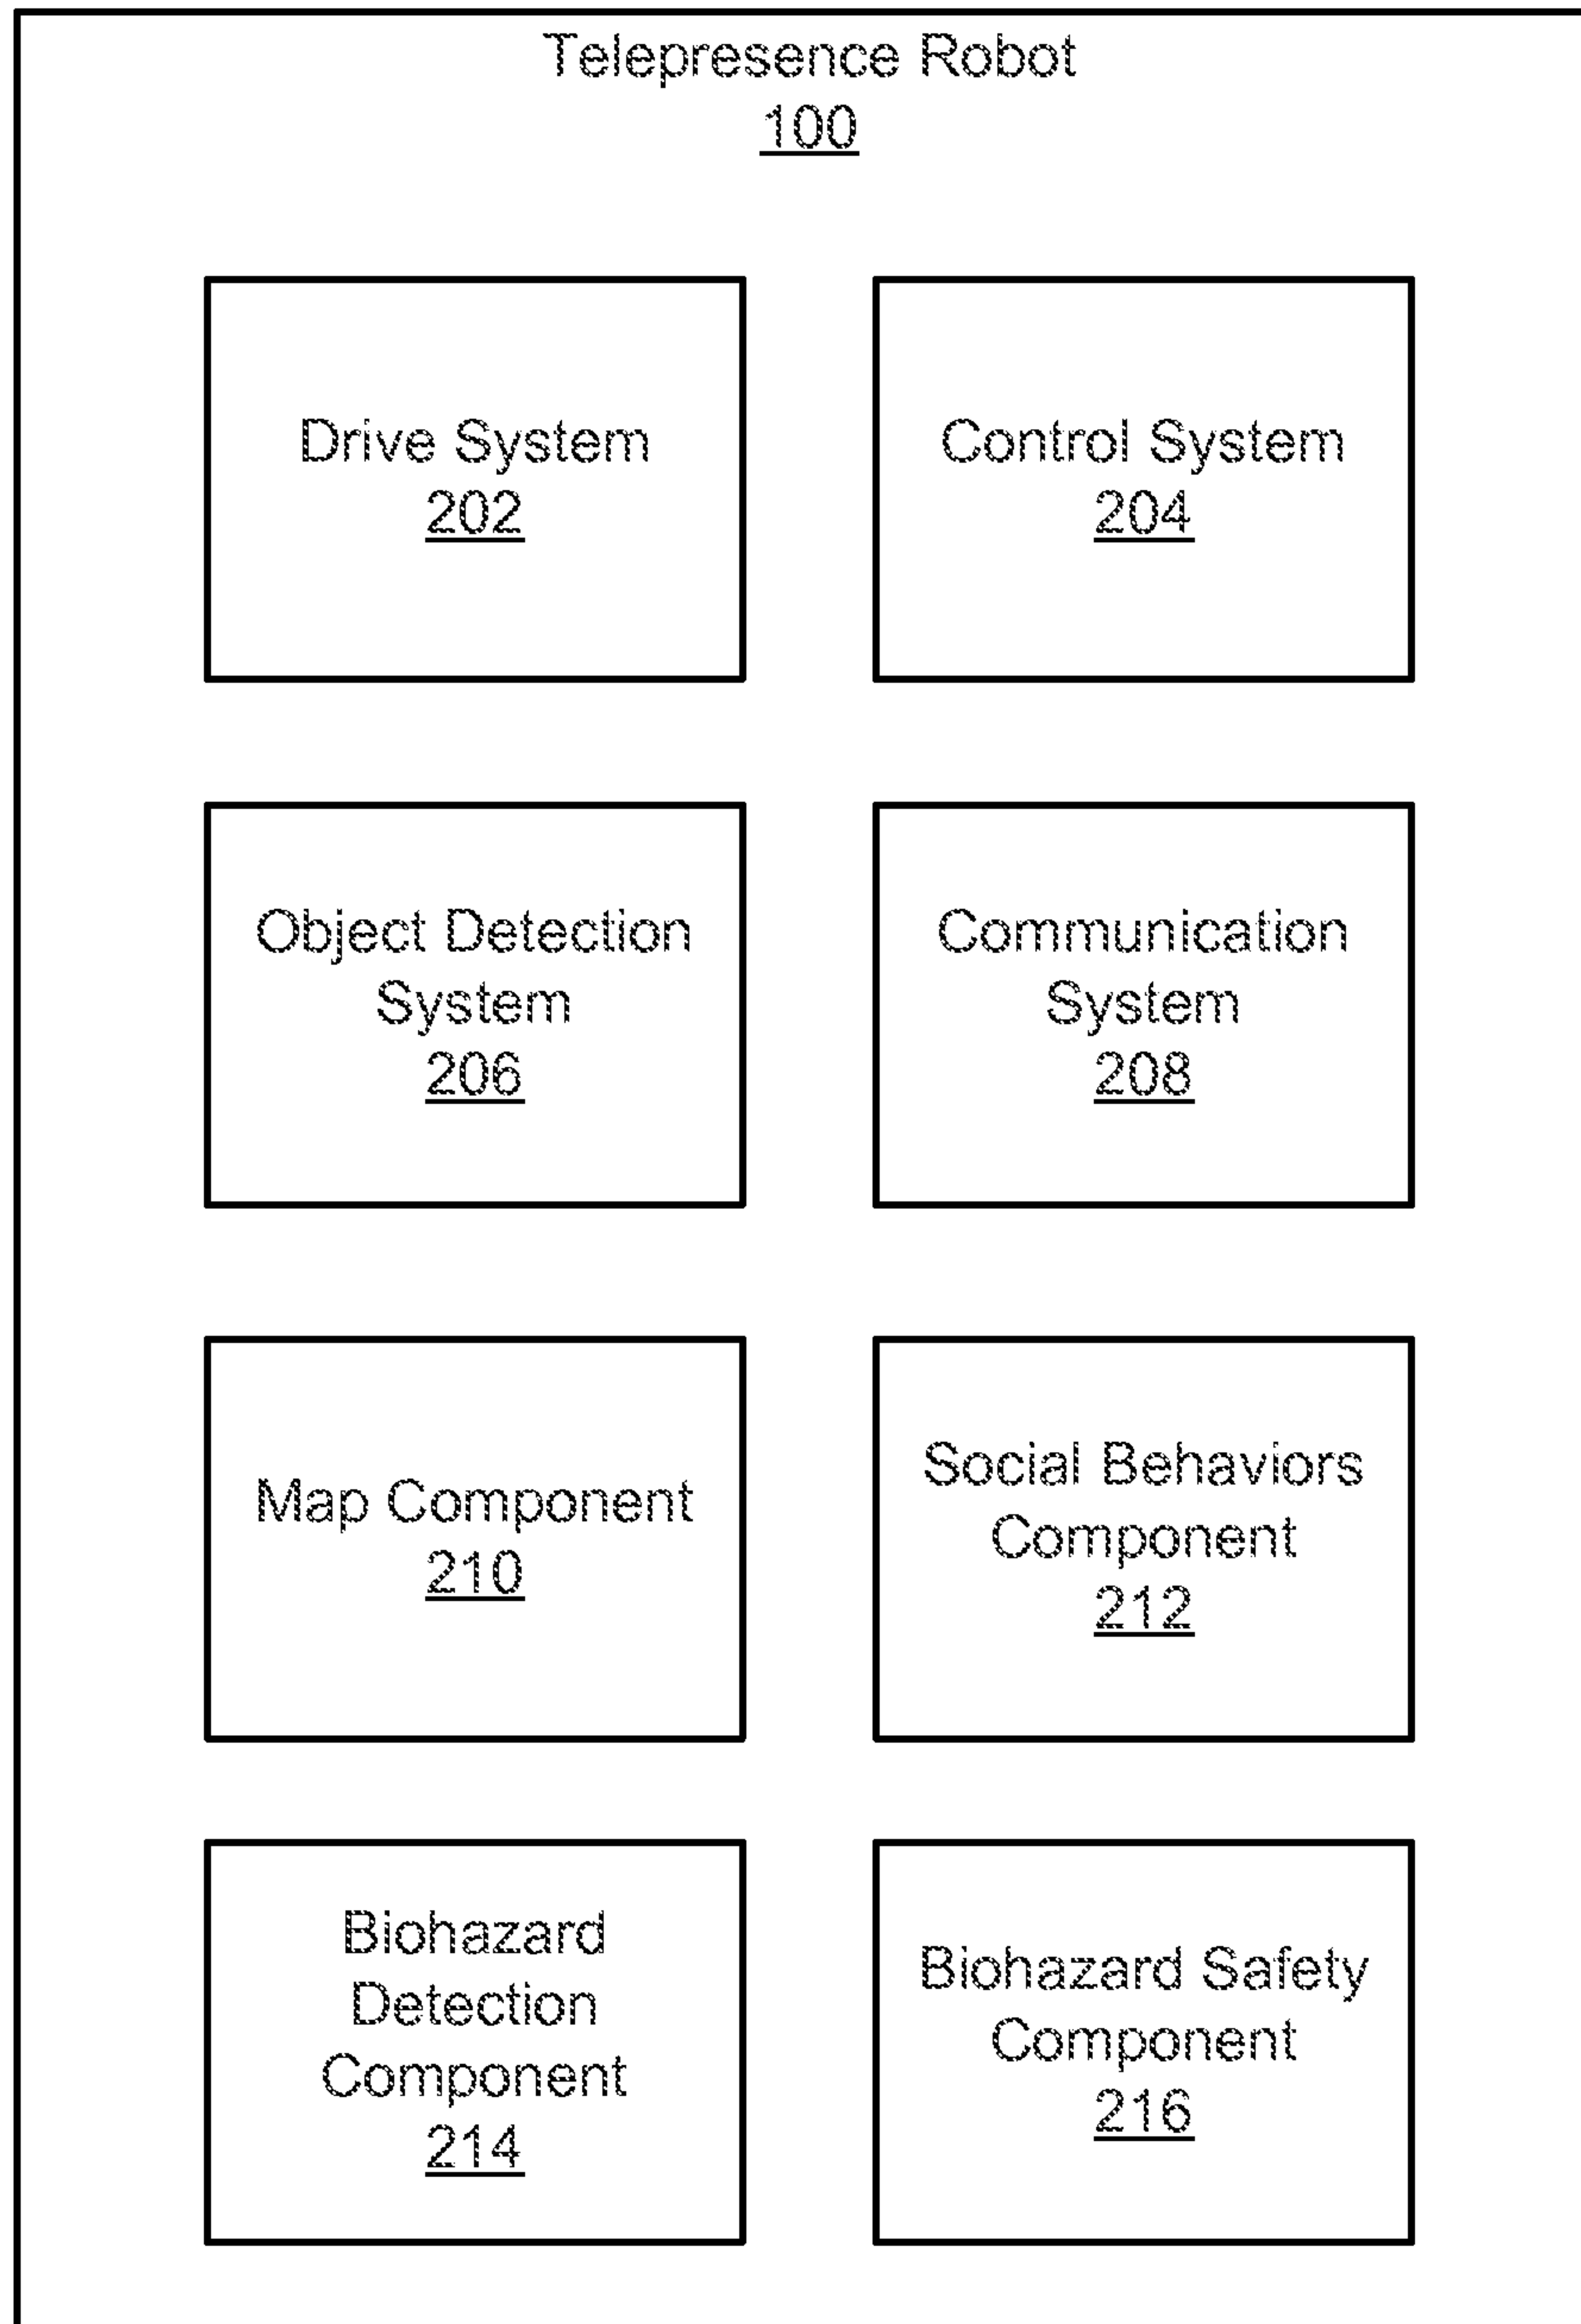 Telepresence Robot
100
Drive System
202
Control System
204
Object Detection
System
206
Communication
System
208
Map Component
210
Social Behaviors
Component
212
Biohazard
Detection
Component
214
Biohazard Safety
Component
216